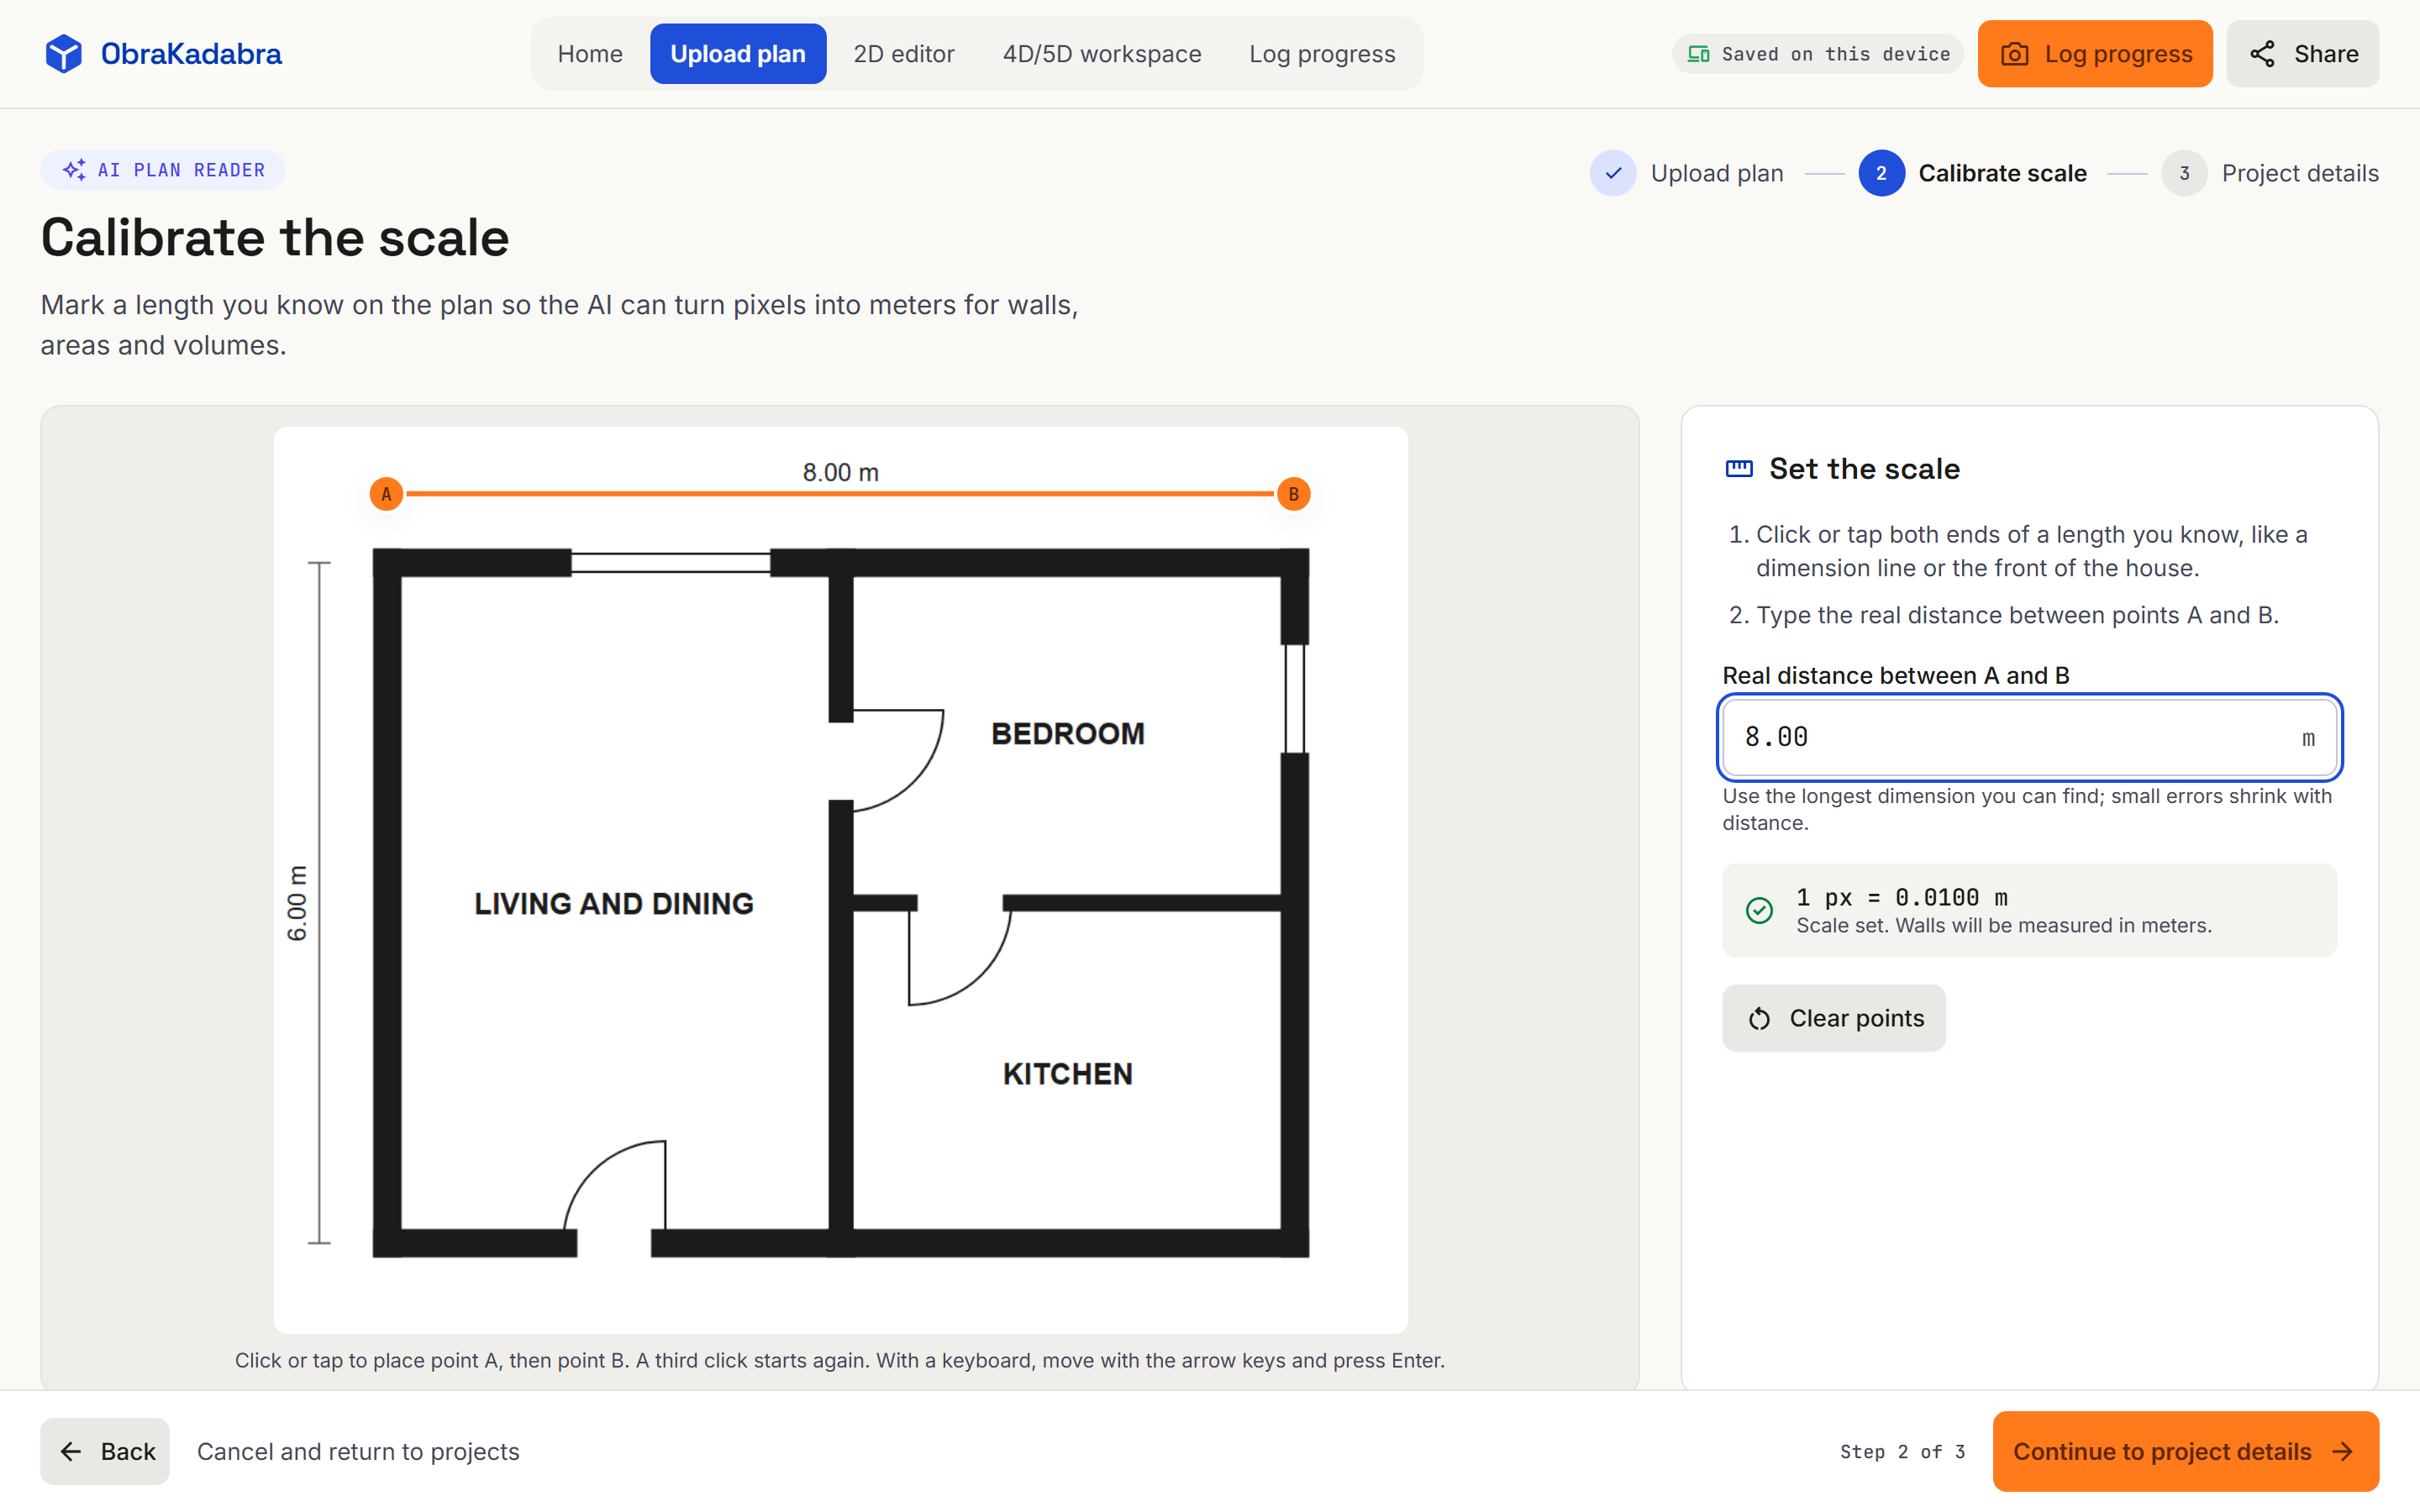 ObraKadabra
Home
Upload plan
2D editor
4D/5D workspace
Log progress
Saved on this device
Log progress
Share
AI PLAN READER
Upload plan
2
Calibrate scale
3
Project details
Calibrate the scale
Mark a length you know on the plan so the AI can turn pixels into meters for walls,
areas and volumes.
8.00 m
A
B
6.00 m
BEDROOM
LIVING AND DINING
KITCHEN
Click or tap to place point A, then point B. A third click starts again. With a keyboard, move with the arrow keys and press Enter.
Set the scale
1. Click or tap both ends of a length you know, like a
dimension line or the front of the house.
2. Type the real distance between points A and B.
Real distance between A and B
8.00 m
Use the longest dimension you can find; small errors shrink with
distance.
1 px = 0.0100 m
Scale set. Walls will be measured in meters.
Clear points
Back
Cancel and return to projects
Step 2 of 3
Continue to project details